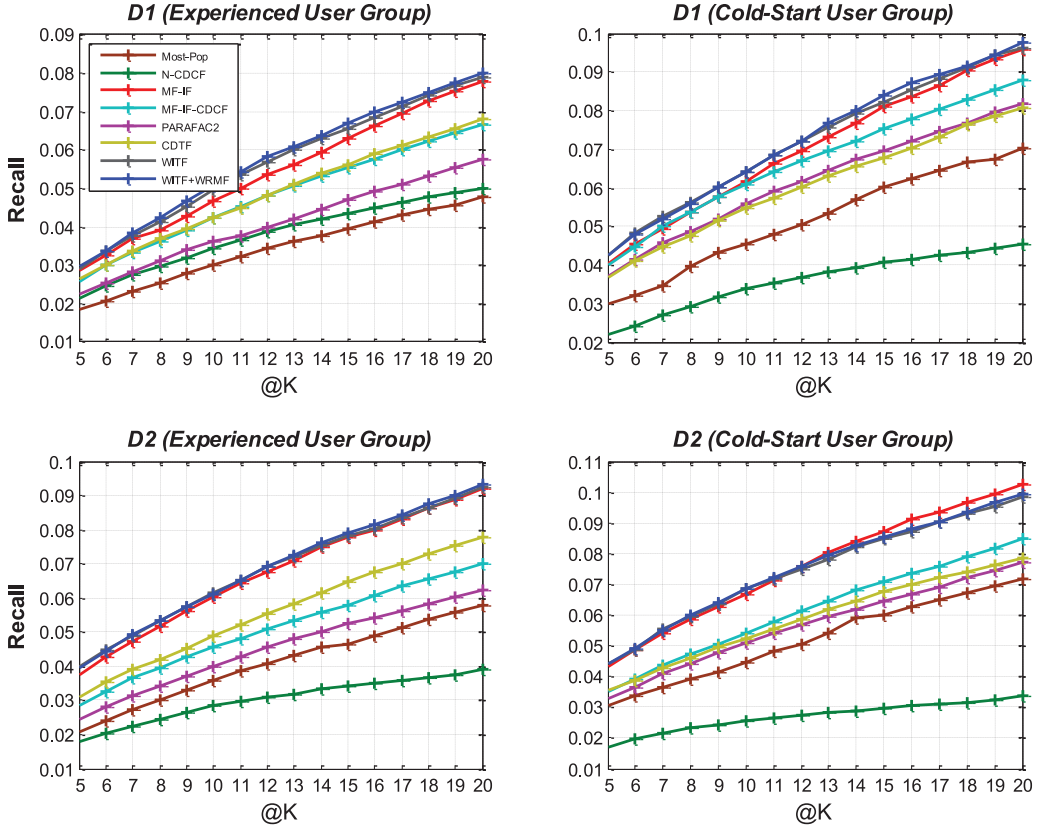 D1 (Experienced User Group)
0.09
0.08
0.07
0.06
0.05
0.04
0.03
0.02
0.01
Recall
Most-Pop
N-CDCF
MF-IF
MF-IF-CDCF
PARAFAC2
CDTF
WITF
WITF+WRMF
5 6 7 8 9 10 11 12 13 14 15 16 17 18 19 20
@K
D1 (Cold-Start User Group)
0.1
0.09
0.08
0.07
0.06
0.05
0.04
0.03
0.02
5 6 7 8 9 10 11 12 13 14 15 16 17 18 19 20
@K
D2 (Experienced User Group)
0.1
0.09
0.08
0.07
0.06
0.05
0.04
0.03
0.02
0.01
Recall
5 6 7 8 9 10 11 12 13 14 15 16 17 18 19 20
@K
D2 (Cold-Start User Group)
0.11
0.1
0.09
0.08
0.07
0.06
0.05
0.04
0.03
0.02
0.01
5 6 7 8 9 10 11 12 13 14 15 16 17 18 19 20
@K